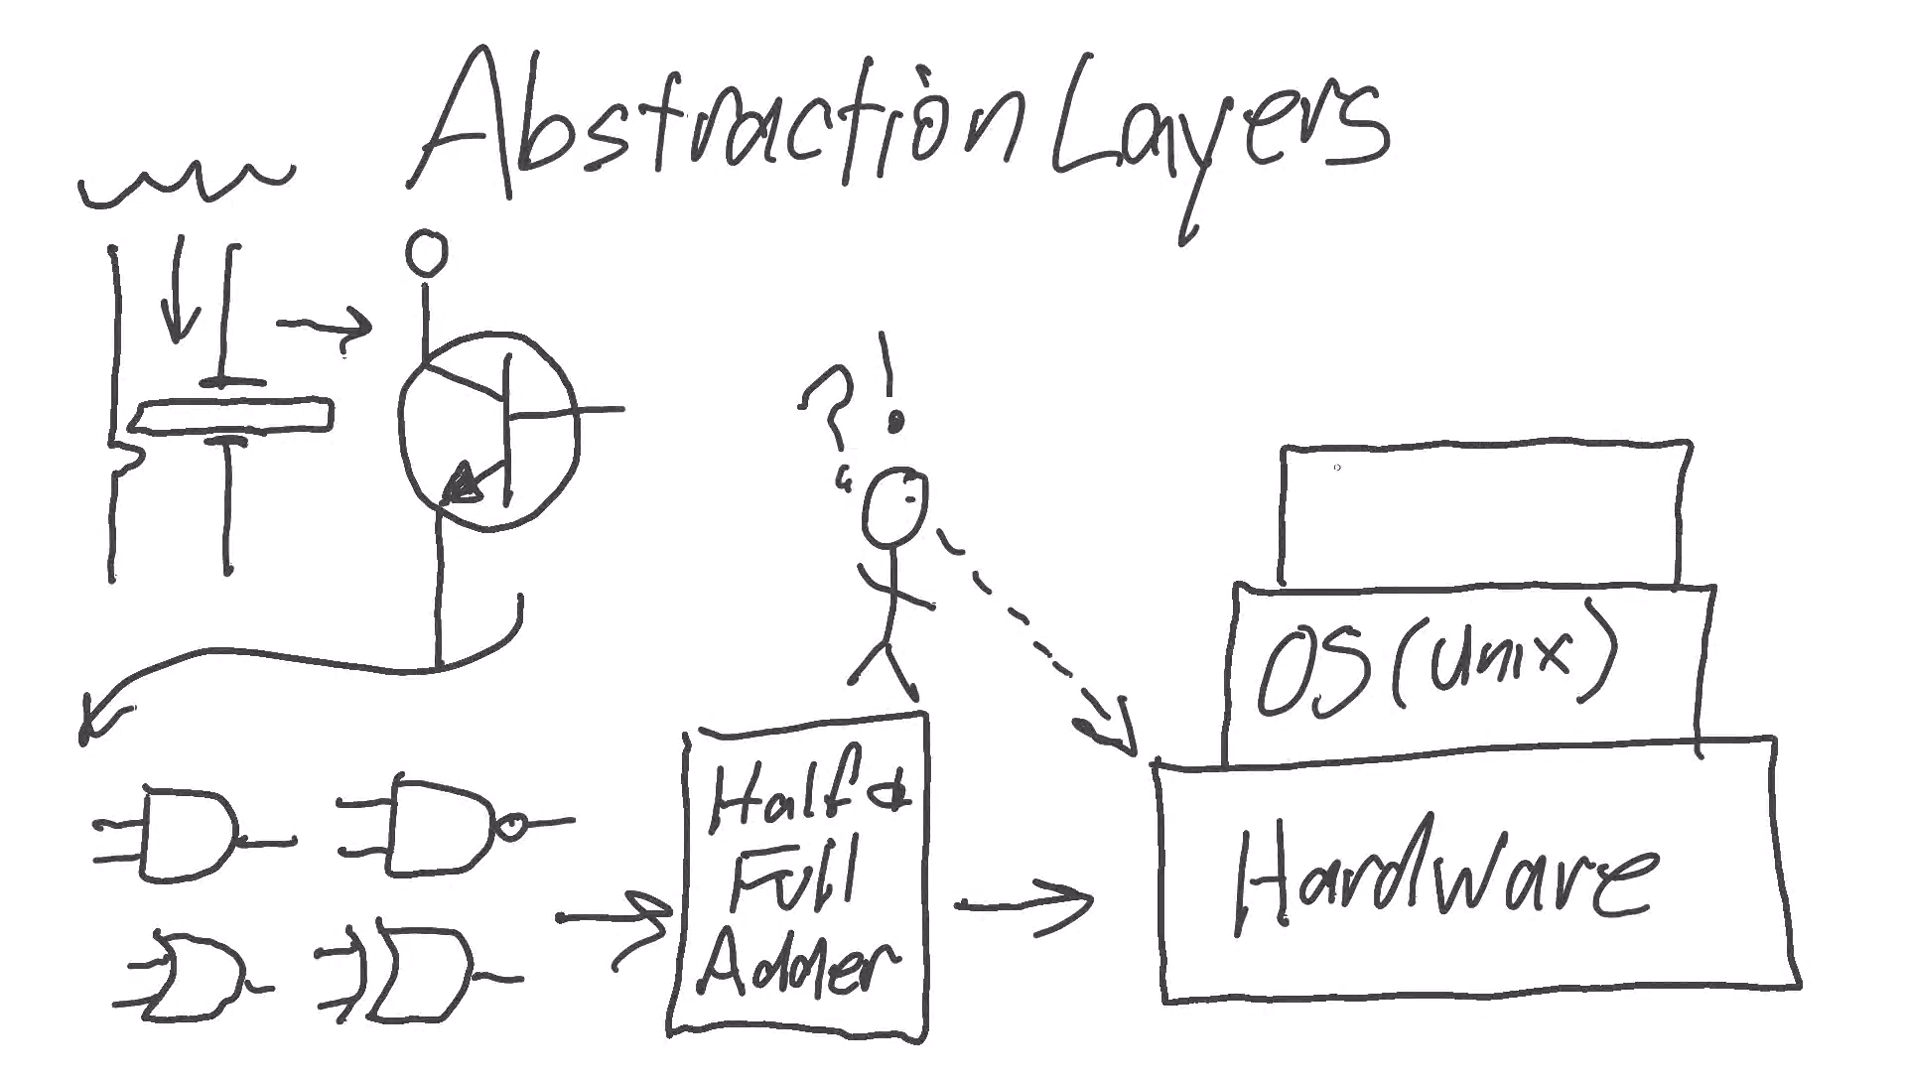 Abstraction Layers
?!
OS (Unix)
Half &
Full
Adder
Hardware